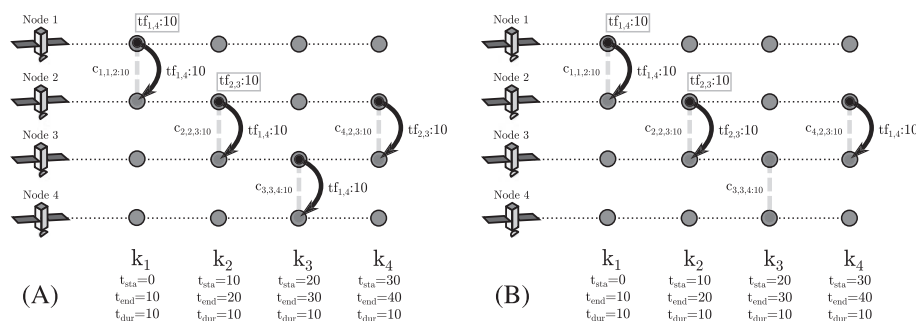 Node 1
tf1,4:10
c1,1,2:10
tf1,4:10
Node 2
tf2,3:10
c2,2,3:10
tf1,4:10
c4,2,3:10
tf2,3:10
Node 3
c3,3,4:10
tf1,4:10
Node 4
k1
k2
k3
k4
tsta=0
tsta=10
tsta=20
tsta=30
(A)
tend=10
tend=20
tend=30
tend=40
tdur=10
tdur=10
tdur=10
tdur=10
Node 1
tf1,4:10
c1,1,2:10
tf1,4:10
Node 2
tf2,3:10
c2,2,3:10
tf2,3:10
c4,2,3:10
tf1,4:10
Node 3
c3,3,4:10
Node 4
k1
k2
k3
k4
tsta=0
tsta=10
tsta=20
tsta=30
(B)
tend=10
tend=20
tend=30
tend=40
tdur=10
tdur=10
tdur=10
tdur=10